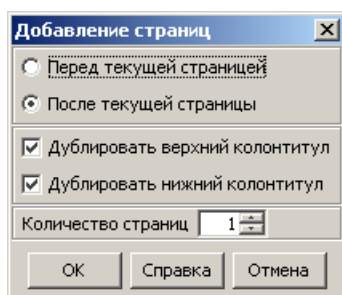 Добавление страниц
Перед текущей страницей
После текущей страницы
Дублировать верхний колонтитул
Дублировать нижний колонтитул
Количество страниц 1
ОК Справка Отмена